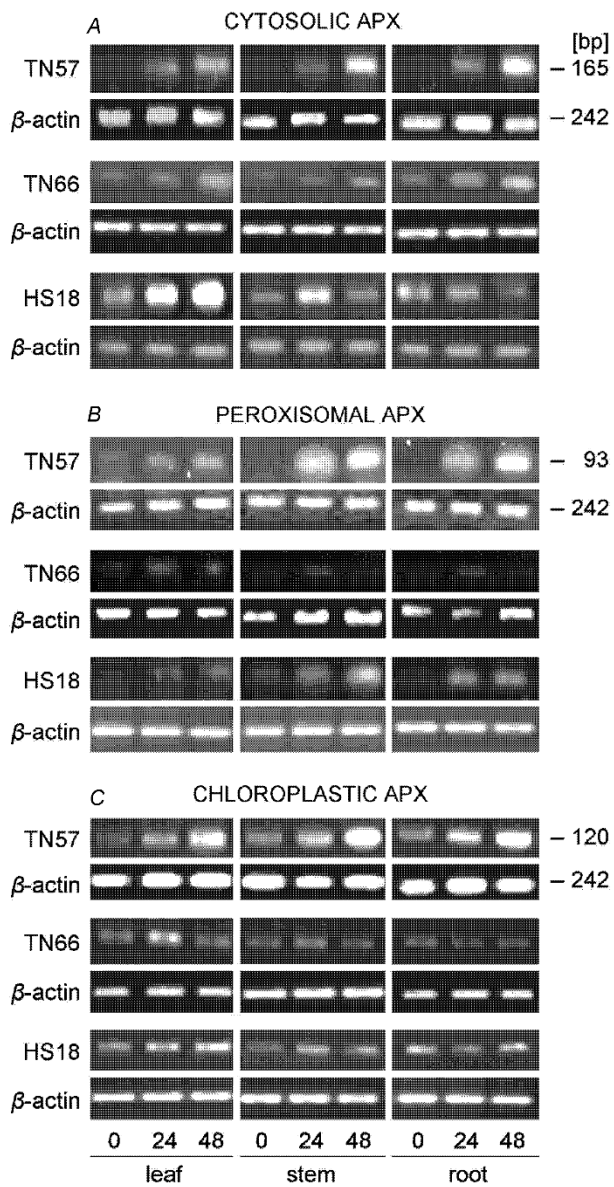 A CYTOSOLIC APX
[bp]
TN57 – 165
β-actin – 242
TN66
β-actin
HS18
β-actin
B PEROXISOMAL APX
TN57 – 93
β-actin – 242
TN66
β-actin
HS18
β-actin
C CHLOROPLASTIC APX
TN57 – 120
β-actin – 242
TN66
β-actin
HS18
β-actin
0 24 48 0 24 48 0 24 48
leaf stem root